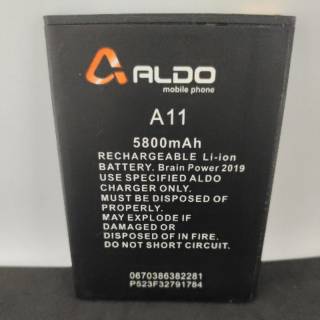 ALDO
mobile phone
A11
5800mAh
RECHARGEABLE Li-ion
BATTERY. Brain Power 2019
USE SPECIFIED ALDO
CHARGER ONLY.
MUST BE DISPOSED OF
PROPERLY.
MAY EXPLODE IF
DAMAGED OR
DISPOSED OF IN FIRE.
DO NOT SHORT CIRCUIT.
0670386382281
P523F32791784